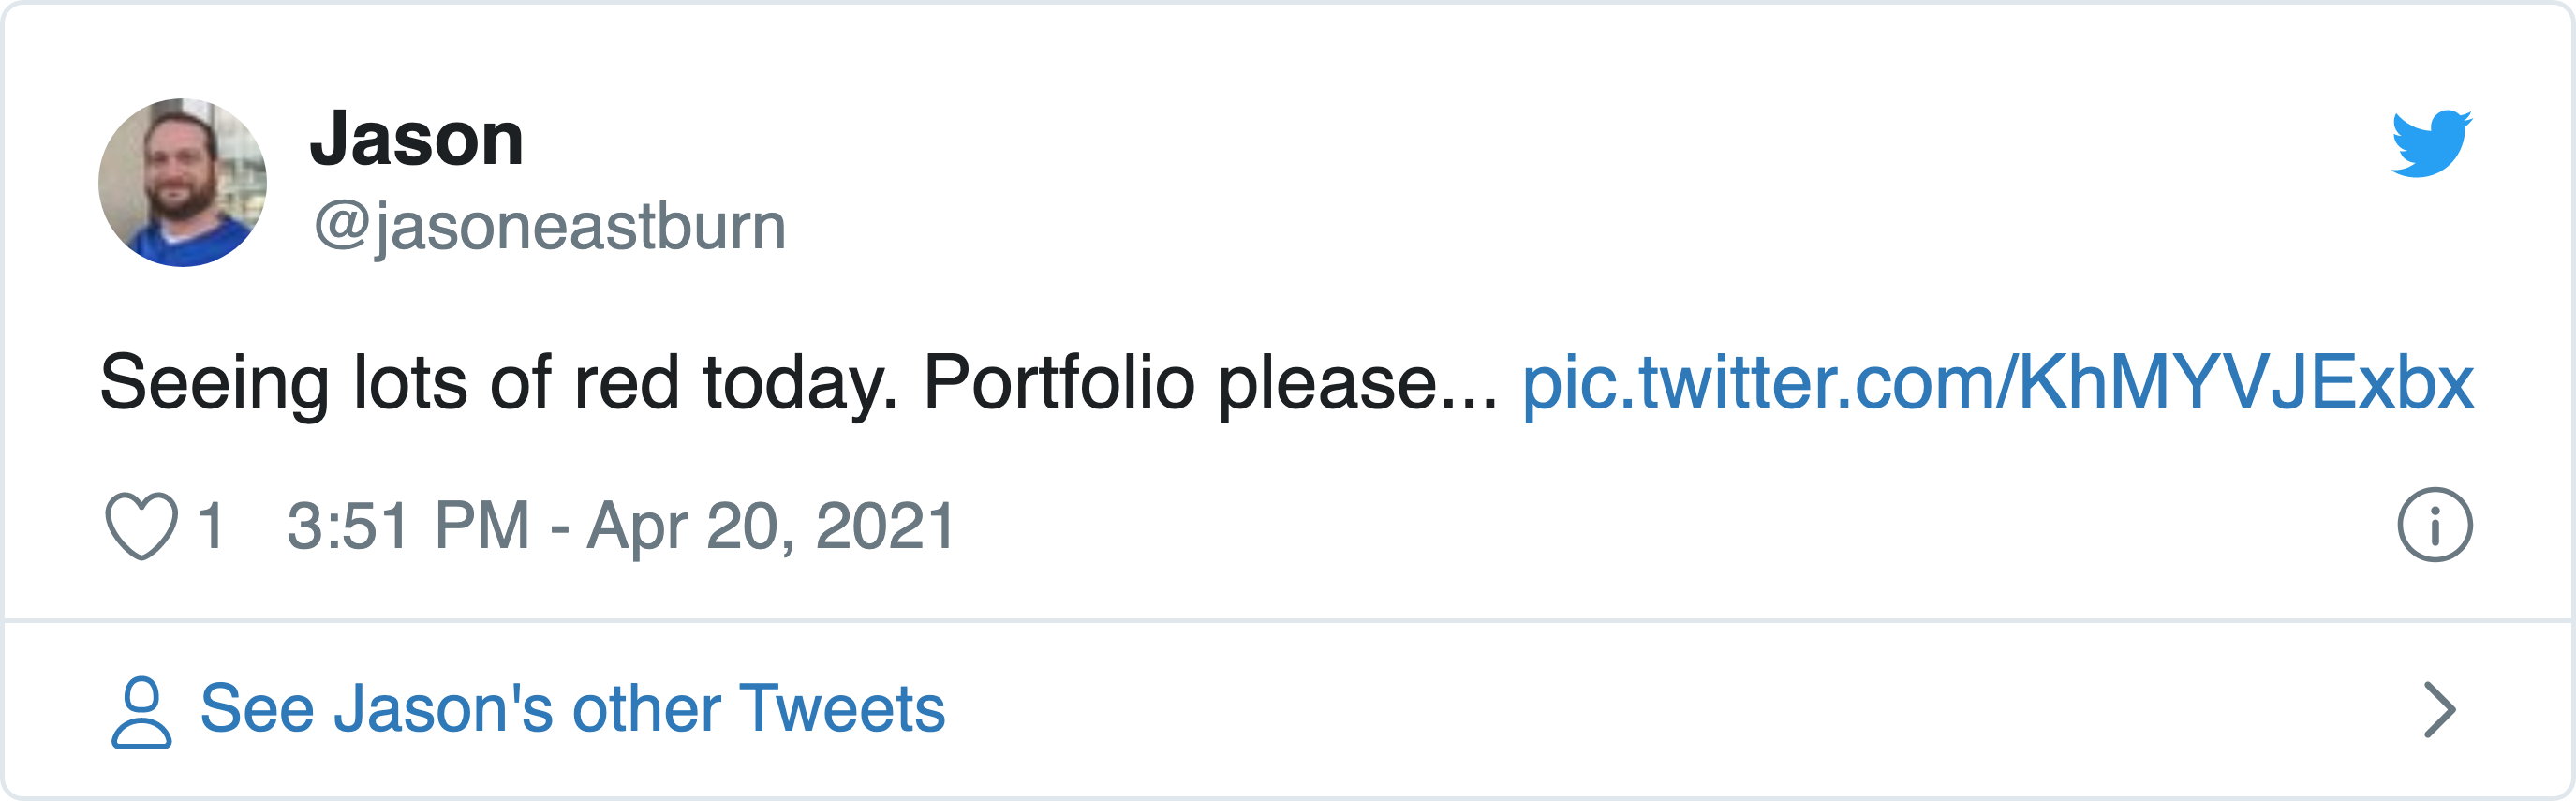 Jason
@jasoneastburn
Seeing lots of red today. Portfolio please... pic.twitter.com/KhMYVJExbx
1 3:51 PM - Apr 20, 2021
See Jason's other Tweets